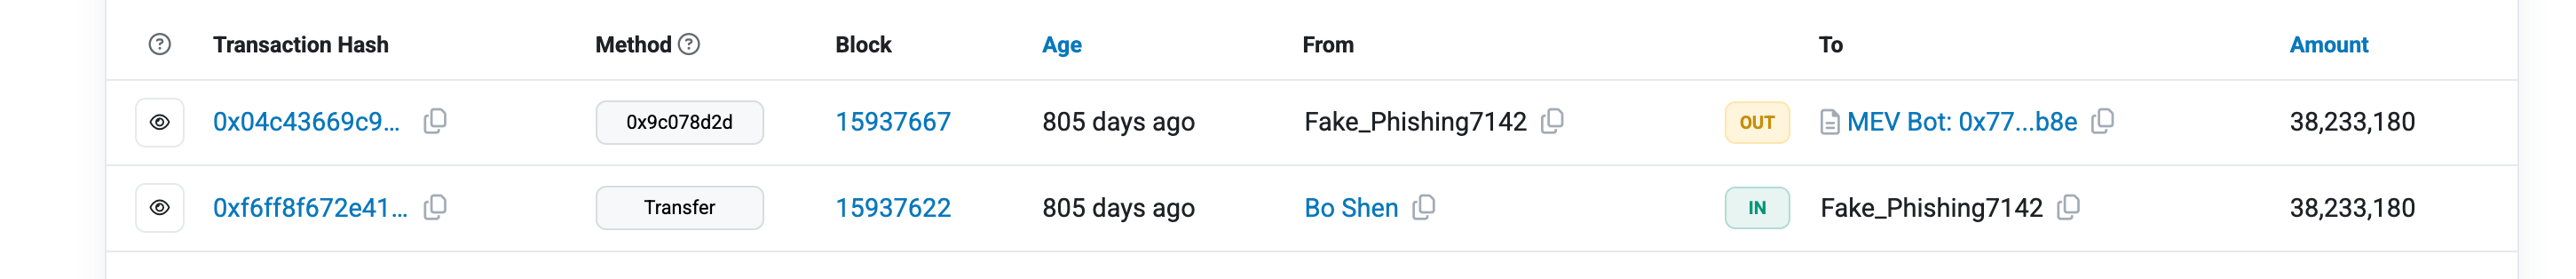 Transaction Hash Method Block Age From To Amount
0x04c43669c9... 0x9c078d2d 15937667 805 days ago Fake_Phishing7142 OUT MEV Bot: 0x77...b8e 38,233,180
0xf6ff8f672e41... Transfer 15937622 805 days ago Bo Shen IN Fake_Phishing7142 38,233,180